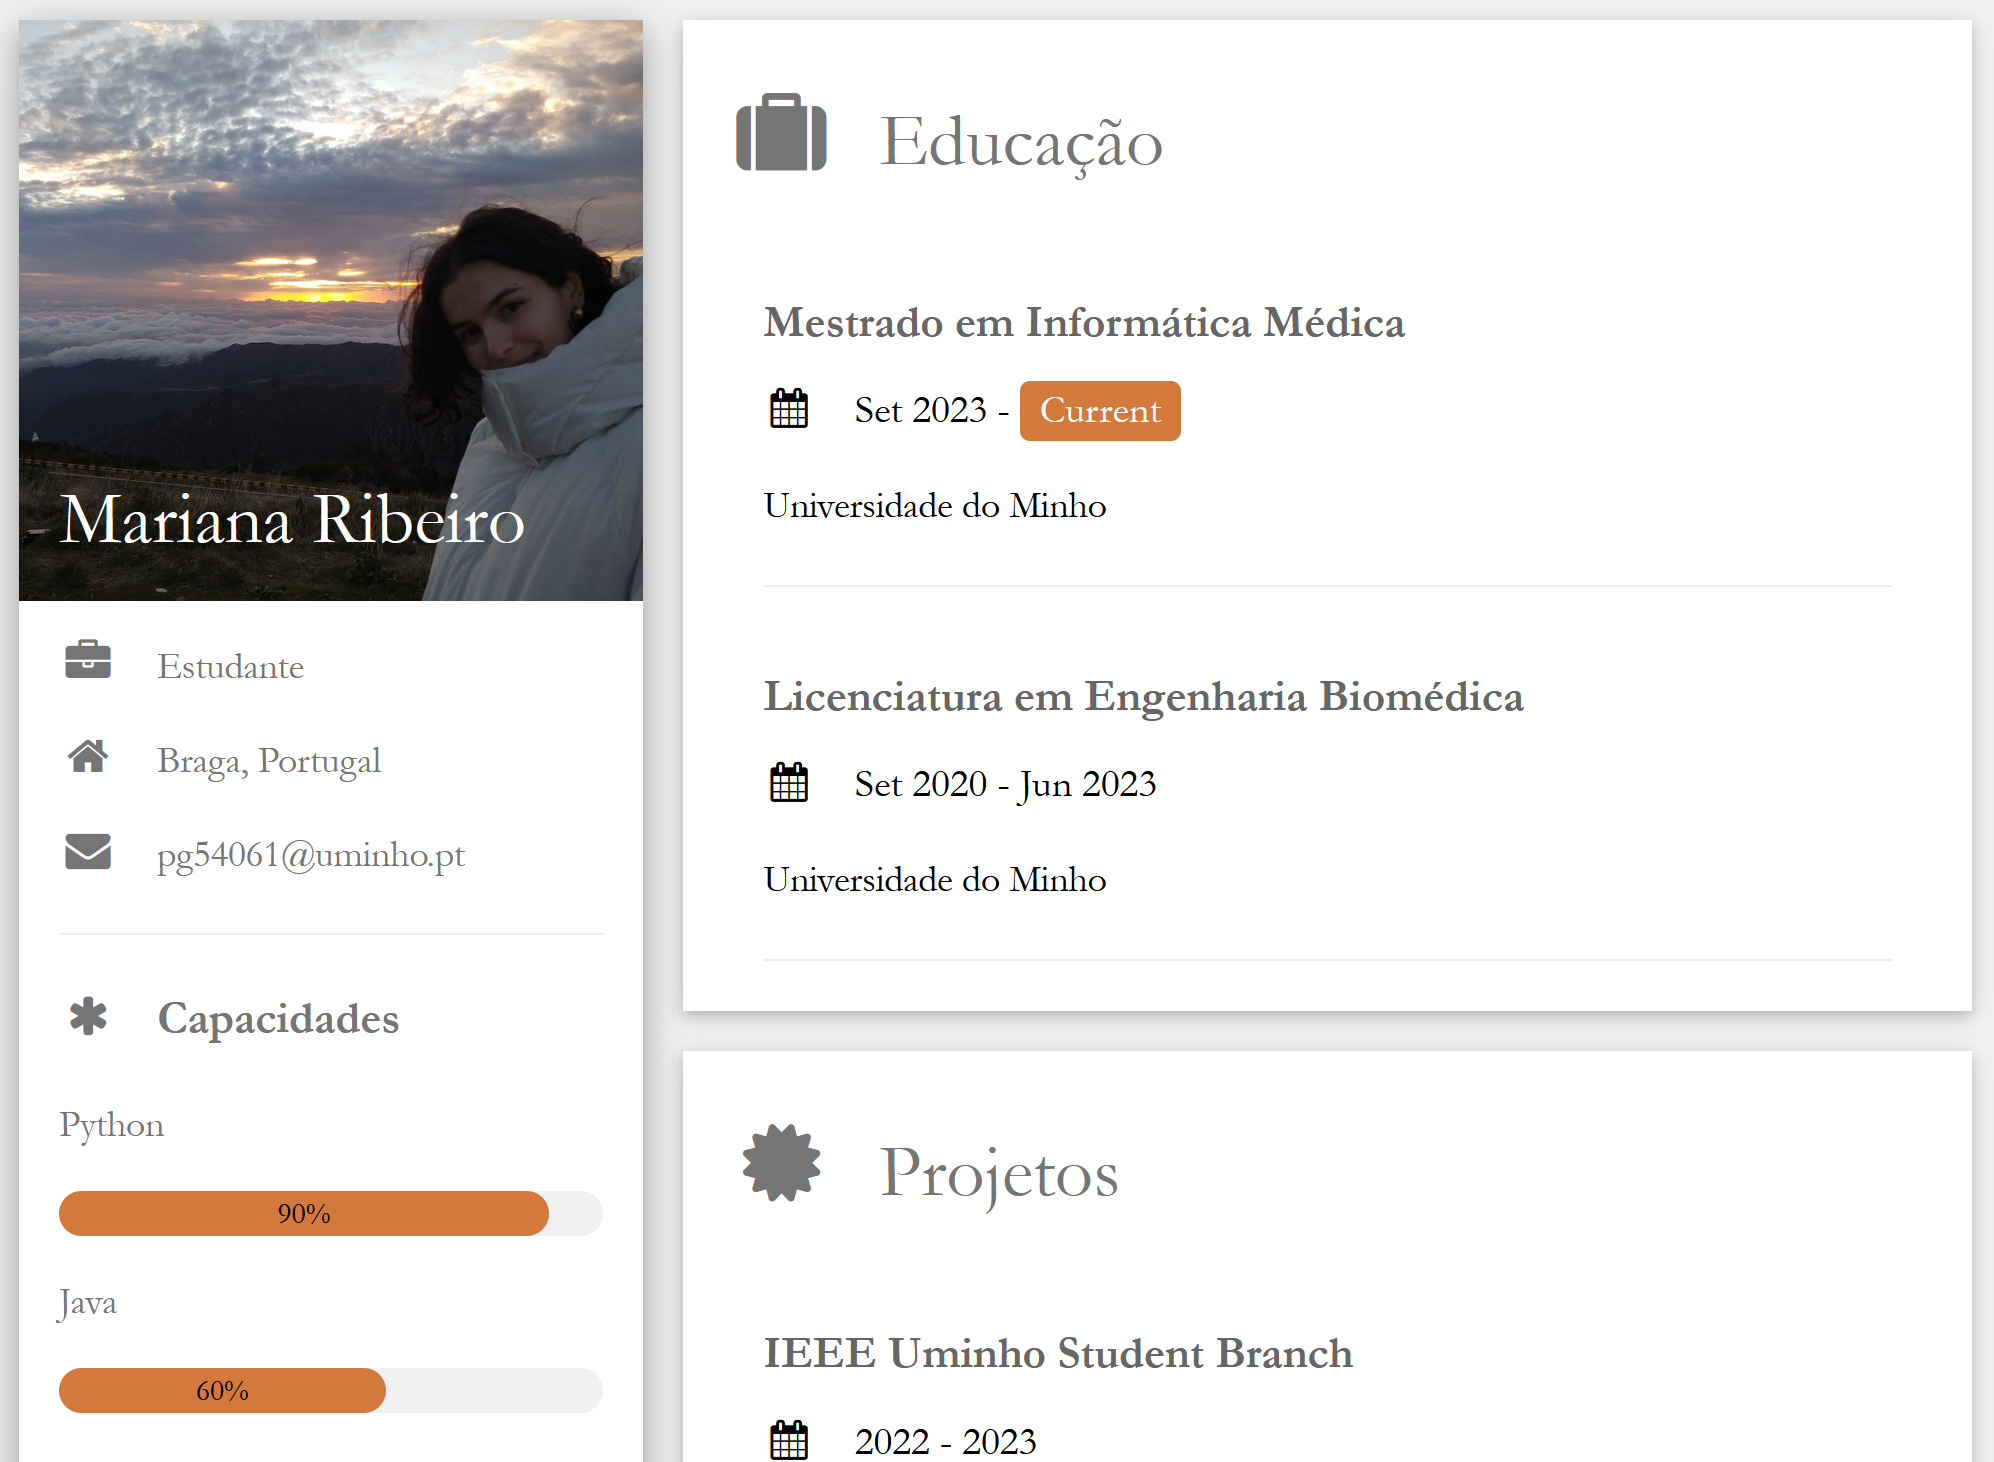 Mariana Ribeiro
Estudante
Braga, Portugal
pg54061@uminho.pt
Capacidades
Python
90%
Java
60%
Educação
Mestrado em Informática Médica
Set 2023 - Current
Universidade do Minho
Licenciatura em Engenharia Biomédica
Set 2020 - Jun 2023
Universidade do Minho
Projetos
IEEE Uminho Student Branch
2022 - 2023